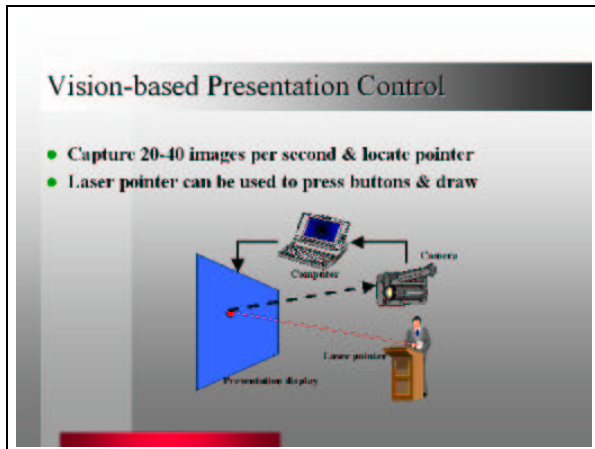 Vision-based Presentation Control
Capture 20-40 images per second & locate pointer
Laser pointer can be used to press buttons & draw
Camera
Computer
Laser pointer
Presentation display